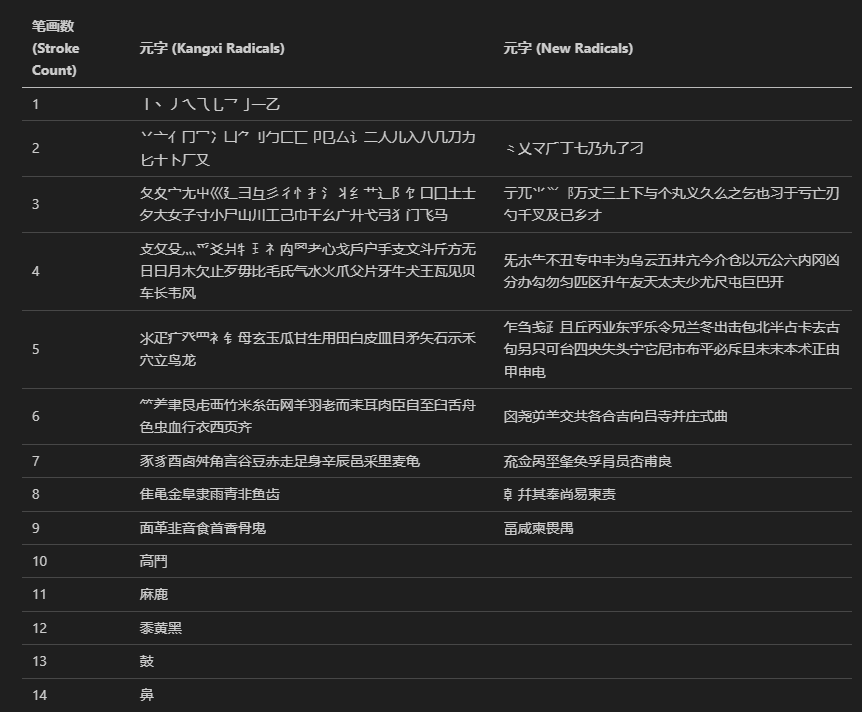 笔画数
(Stroke
Count)
元字 (Kangxi Radicals)
元字 (New Radicals)
1
丨丶丿乀乁乚乛亅一乙
2
丷亠亻冂冖冫凵⺈刂勹匚匸卩㔾厶讠二人儿入八几刀力
匕十卜厂又
⺀乂マ⺁丁七乃九了刁
3
夂夊宀尢屮巛廴彐彑彡彳忄扌氵丬纟艹辶阝饣口囗土士
夕大女子寸小尸山川工己巾干幺广廾弋弓犭门飞马
亍兀⺌⺍万丈三上下与个丸义久么之乞也习于亏亡刃
勺千叉及已乡才
4
攴攵殳灬爫爻爿牜王礻禸罓耂心戈戶户手支文斗斤方无
日曰月木欠止歹毋比毛氏气水火爪父片牙牛犬王瓦见贝
车长韦风
旡朩龶不丑专中丰为乌云五井亢今介仓以元公六内冈凶
分办勾勿匀匹区升午友天太夫少尤尺屯巨巴开
5
氺疋疒癶罒衤钅母玄玉瓜甘生用田白皮皿目矛矢石示禾
穴立鸟龙
乍刍戋且丘丙业东乎乐令兄兰冬出击包北半占卡去古
句另只可台四央失头宁它尼市布平必斥旦未末本术正由
甲申电
6
⺮⺶聿艮虍覀竹米糸缶网羊羽老而耒耳肉臣自至臼舌舟
色虫血行衣西页齐
囟尧交共各合吉向吕寺并庄式曲
7
豕豸酉卤舛角言谷豆赤走足身辛辰邑采里麦龟
㐬佥夆奂孚肙员杏甫良
8
隹黾金阜隶雨青非鱼齿
其奉尚易東责
9
面革韭音食首香骨鬼
畐咸柬畏禺
10
高鬥
11
麻鹿
12
黍黄黑
13
鼓
14
鼻